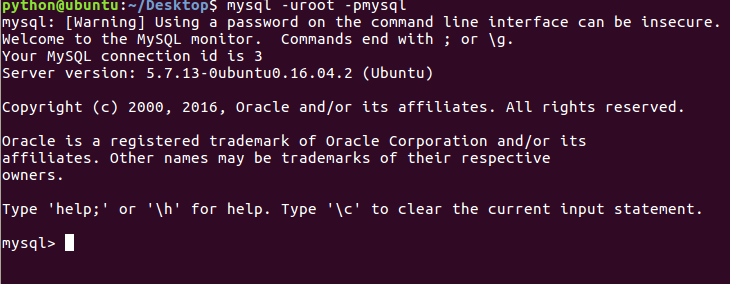 python@ubuntu:~/Desktop$ mysql -uroot -pmysql
mysql: [Warning] Using a password on the command line interface can be insecure.
Welcome to the MySQL monitor.  Commands end with ; or \g.
Your MySQL connection id is 3
Server version: 5.7.13-0ubuntu0.16.04.2 (Ubuntu)

Copyright (c) 2000, 2016, Oracle and/or its affiliates. All rights reserved.

Oracle is a registered trademark of Oracle Corporation and/or its
affiliates. Other names may be trademarks of their respective
owners.

Type 'help;' or '\h' for help. Type '\c' to clear the current input statement.

mysql>